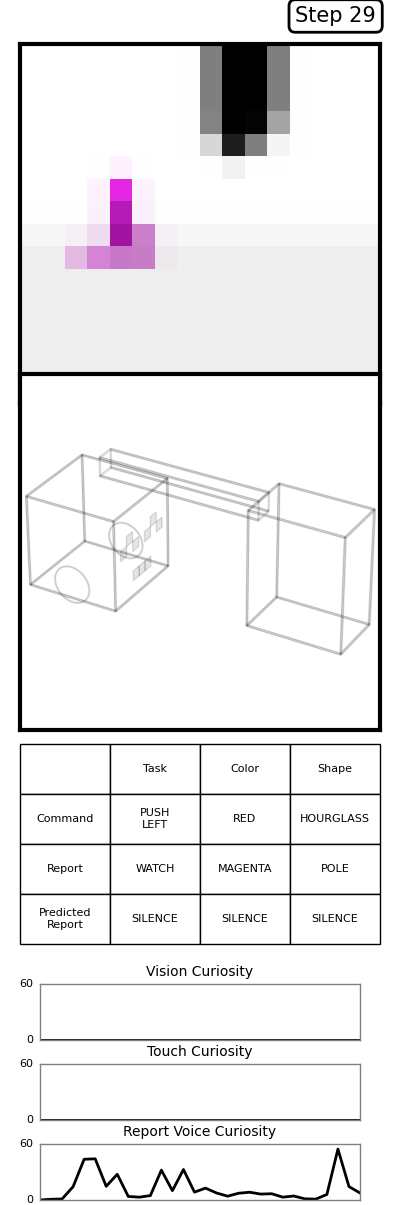 Step 29
Task Color Shape
Command PUSH LEFT RED HOURGLASS
Report WATCH MAGENTA POLE
Predicted Report SILENCE SILENCE SILENCE
Vision Curiosity
60
0
Touch Curiosity
60
0
Report Voice Curiosity
60
0